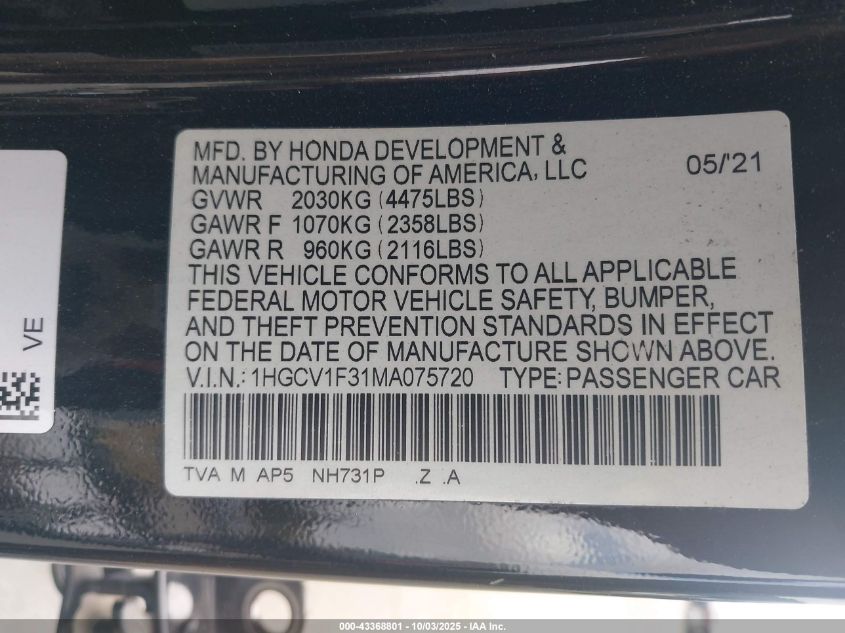 MFD. BY HONDA DEVELOPMENT &
MANUFACTURING OF AMERICA, LLC 05/'21
GVWR 2030KG (4475LBS)
GAWR F 1070KG (2358LBS)
GAWR R 960KG (2116LBS)
THIS VEHICLE CONFORMS TO ALL APPLICABLE
FEDERAL MOTOR VEHICLE SAFETY, BUMPER,
AND THEFT PREVENTION STANDARDS IN EFFECT
ON THE DATE OF MANUFACTURE SHOWN ABOVE.
V.I.N.: 1HGCV1F31MA075720 TYPE: PASSENGER CAR
TVA M AP5 NH731P .Z .A
VE
000-43368801 - 10/03/2025 - IAA Inc.